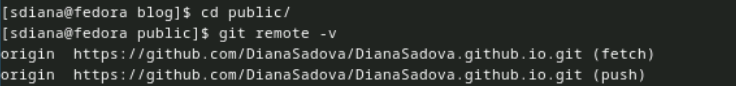 [sdiana@fedora blog]$ cd public/
[sdiana@fedora public]$ git remote -v
origin  https://github.com/DianaSadova/DianaSadova.github.io.git (fetch)
origin  https://github.com/DianaSadova/DianaSadova.github.io.git (push)